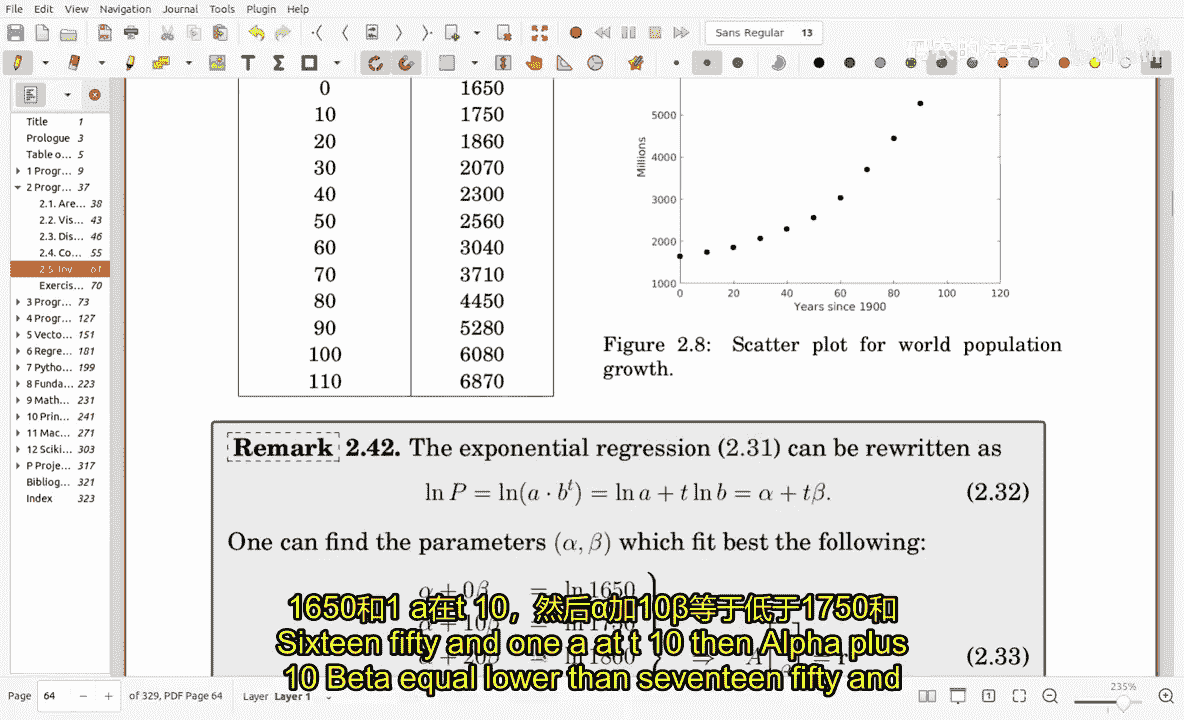 File Edit View Navigation Journal Tools Plugin Help
Sans Regular 13
Title 1
Prologue 3
Table o... 5
1 Progr... 9
2 Progr... 37
2.1. Are... 38
2.2. Vis... 43
2.3. Dis... 46
2.4. Co... 55
2.5. Inv... 61
Exercis... 70
3 Progr... 73
4 Progr... 127
5 Vecto... 151
6 Regre... 181
7 Pytho... 199
8 Funda... 223
9 Math... 231
10 Prin... 241
11 Mac... 271
12 Sciki... 303
P Proje... 317
Bibliog... 321
Index 323
0 1650
10 1750
20 1860
30 2070
40 2300
50 2560
60 3040
70 3710
80 4450
90 5280
100 6080
110 6870
5000
4000
3000
2000
1000
Millions
0 20 40 60 80 100 120
Years since 1900
Figure 2.8: Scatter plot for world population
growth.
Remark 2.42. The exponential regression (2.31) can be rewritten as
ln P = ln(a · b^t) = ln a + t ln b = α + tβ. (2.32)
One can find the parameters (α, β) which fit best the following:
α + 0β = ln 1650
(2.33)
1650和1 a在t 10，然后α加10β等于低于1750和
Sixteen fifty and one a at t 10 then Alpha plus
10 Beta equal lower than seventeen fifty and
Page 64 of 329, PDF Page 64 Layer Layer 1 235%